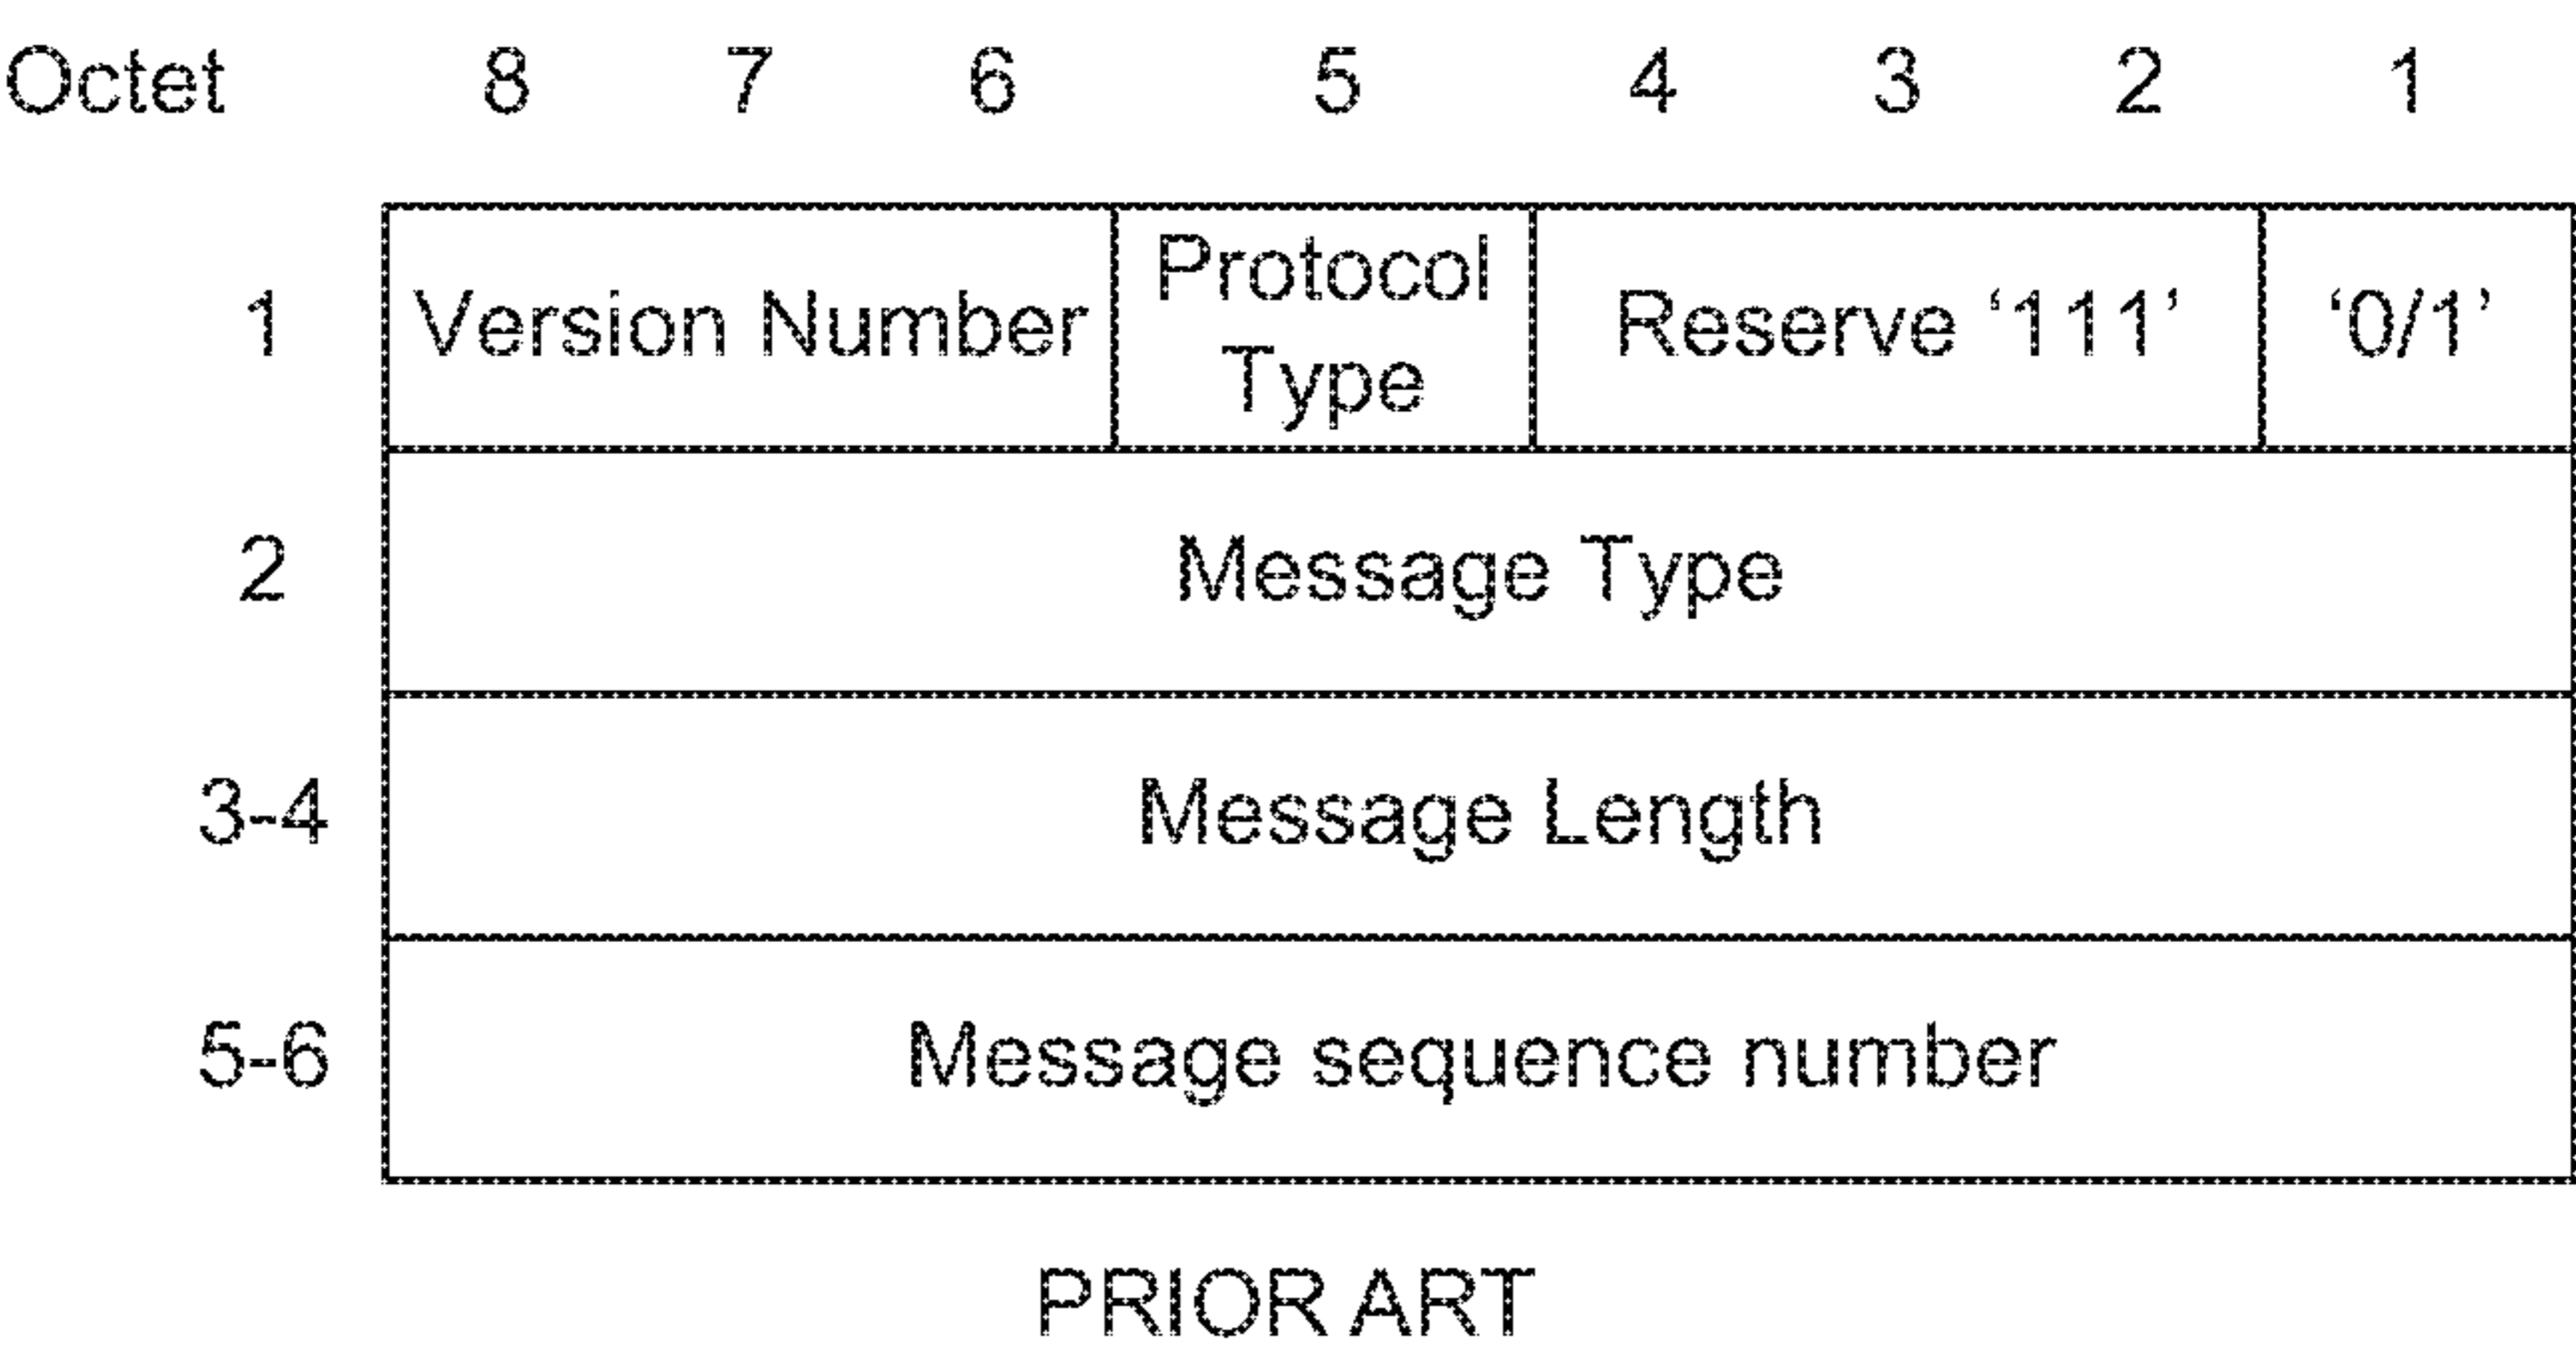 Octet 8 7 6 5 4 3 2 1
1 Version Number Protocol Type Reserve ‘111’ ‘0/1’
2 Message Type
3-4 Message Length
5-6 Message sequence number
PRIOR ART